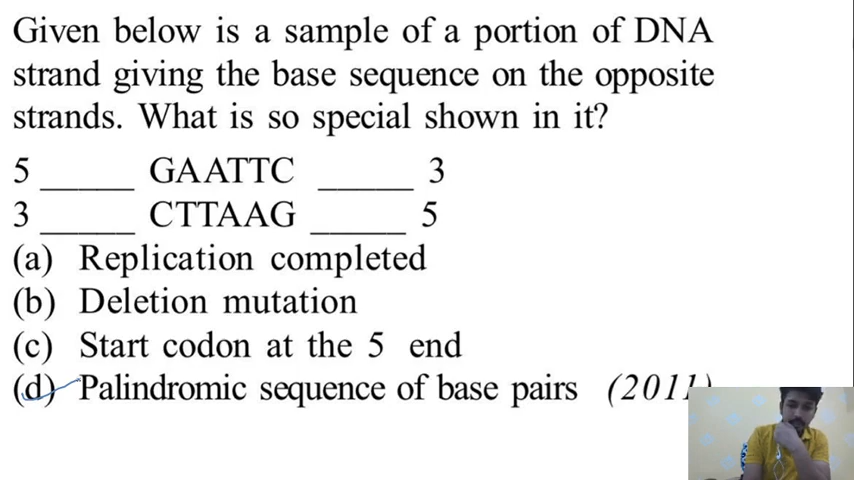 Given below is a sample of a portion of DNA
strand giving the base sequence on the opposite
strands. What is so special shown in it?
5 _____ GAATTC _____ 3
3 _____ CTTAAG _____ 5
(a) Replication completed
(b) Deletion mutation
(c) Start codon at the 5 end
(d) Palindromic sequence of base pairs (2011)